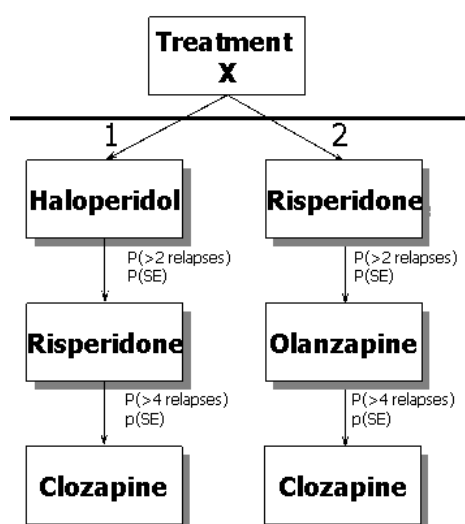 Treatment
X
1
2
Haloperidol
Risperidone
P(>2 relapses)
P(SE)
P(>2 relapses)
P(SE)
Risperidone
Olanzapine
P(>4 relapses)
p(SE)
P(>4 relapses)
p(SE)
Clozapine
Clozapine